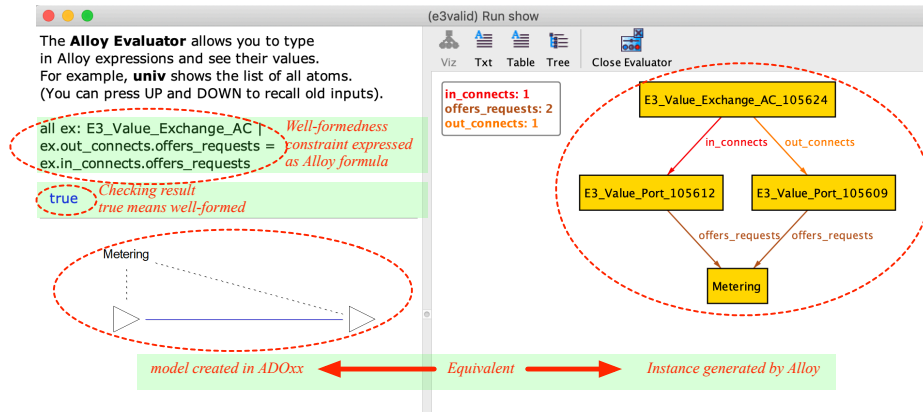 (e3valid) Run show
The Alloy Evaluator allows you to type
in Alloy expressions and see their values.
For example, univ shows the list of all atoms.
(You can press UP and DOWN to recall old inputs).
all ex: E3_Value_Exchange_AC |
ex.out_connects.offers_requests =
ex.in_connects.offers_requests
Well-formedness
constraint expressed
as Alloy formula
true
Checking result
true means well-formed
Metering
Viz
Txt
Table
Tree
Close Evaluator
in_connects: 1
offers_requests: 2
out_connects: 1
E3_Value_Exchange_AC_105624
in_connects
out_connects
E3_Value_Port_105612
E3_Value_Port_105609
offers_requests
offers_requests
Metering
model created in ADOxx
Equivalent
Instance generated by Alloy